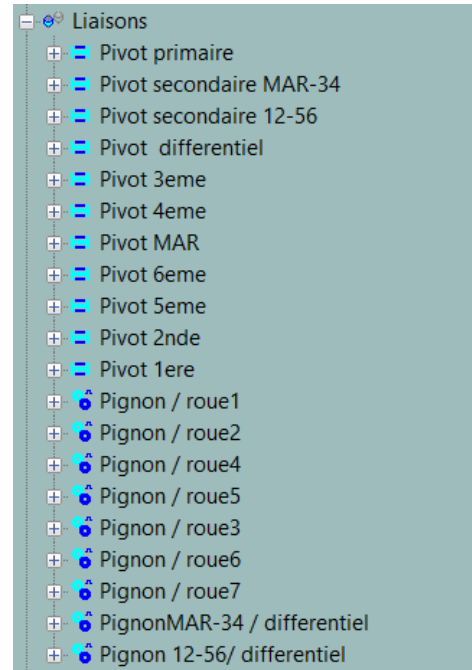 Liaisons
Pivot primaire
Pivot secondaire MAR-34
Pivot secondaire 12-56
Pivot  differentiel
Pivot 3eme
Pivot 4eme
Pivot MAR
Pivot 6eme
Pivot 5eme
Pivot 2nde
Pivot 1ere
Pignon / roue1
Pignon / roue2
Pignon / roue4
Pignon / roue5
Pignon / roue3
Pignon / roue6
Pignon / roue7
PignonMAR-34 / differentiel
Pignon 12-56/ differentiel